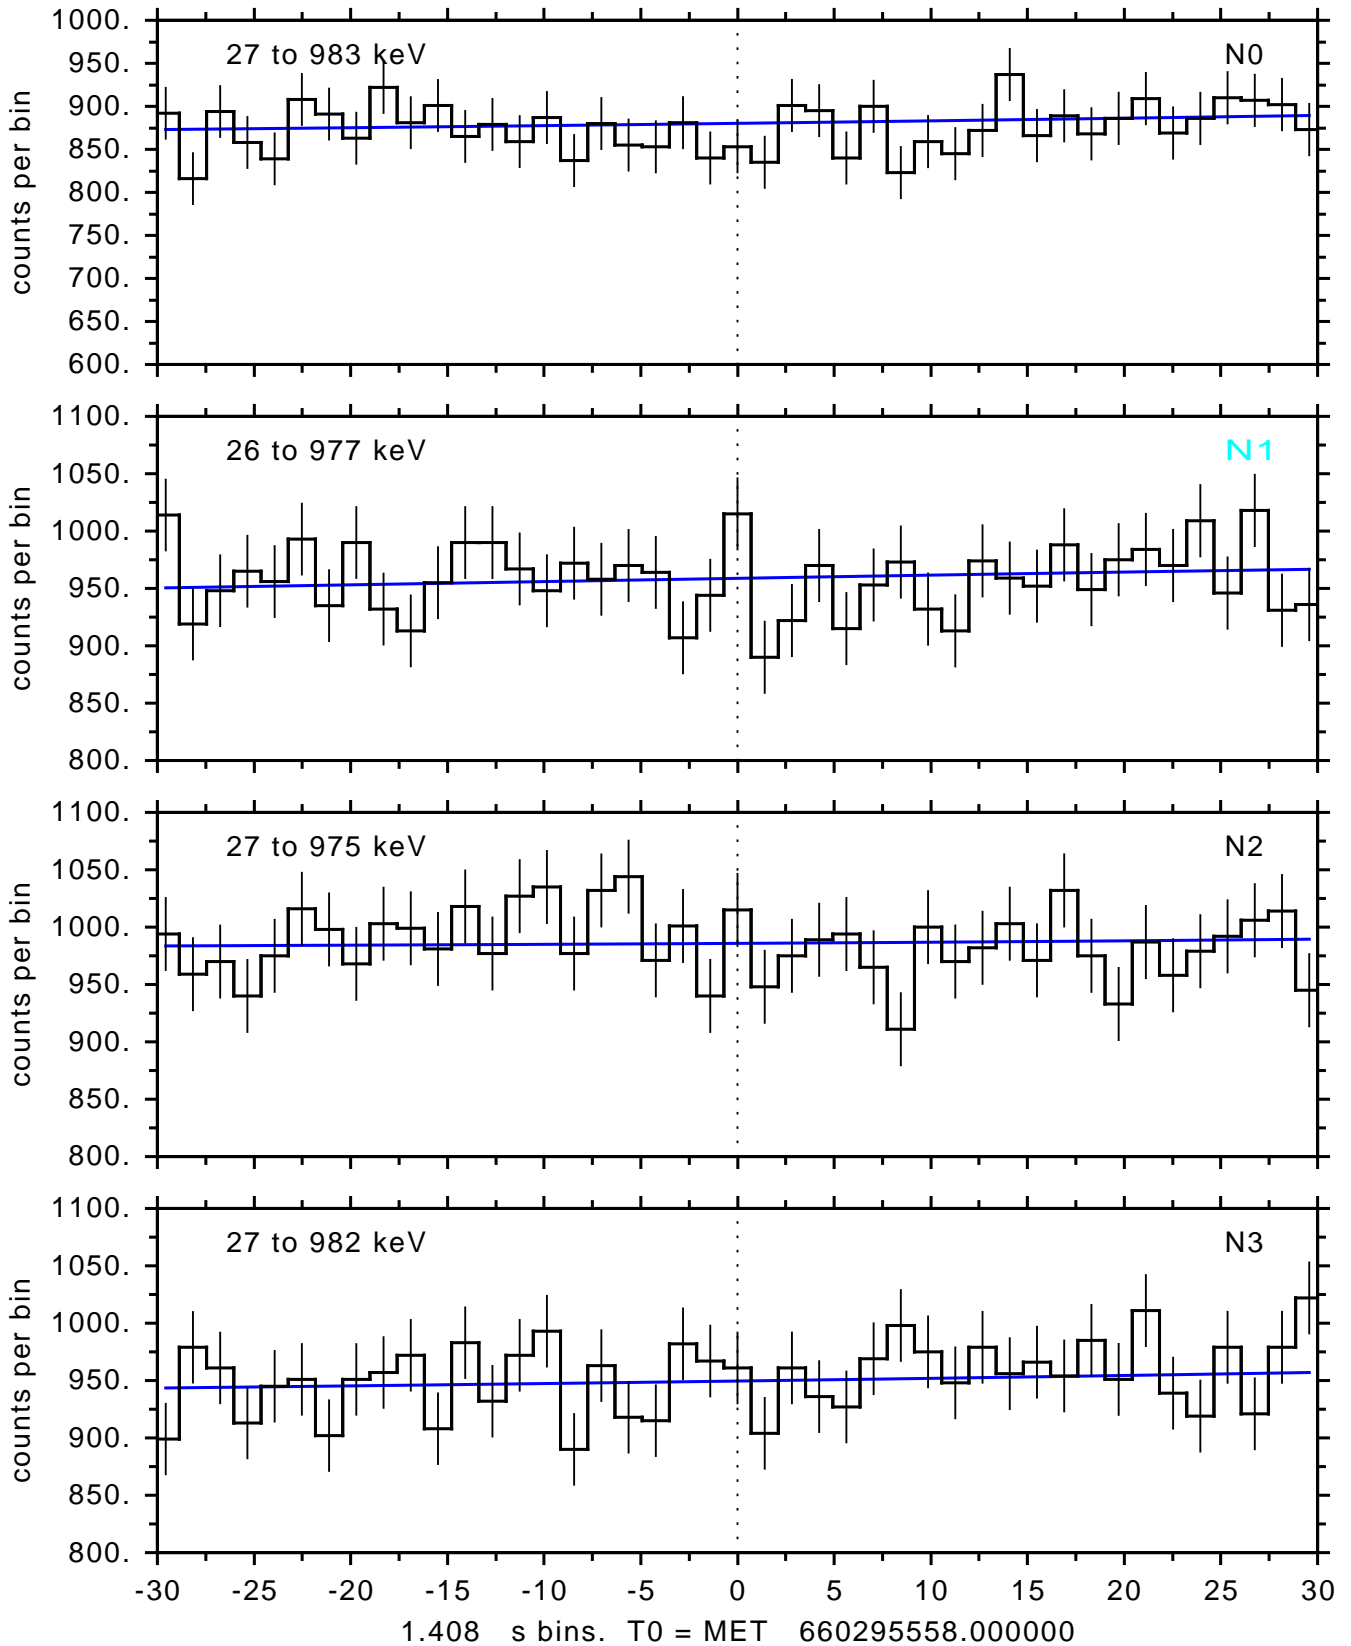 1000.
27 to 983 keV
N0
950.
900.
850.
800.
750.
700.
650.
600.
counts per bin
1100.
26 to 977 keV
N1
1050.
1000.
950.
900.
850.
800.
counts per bin
1100.
27 to 975 keV
N2
1050.
1000.
950.
900.
850.
800.
counts per bin
1100.
27 to 982 keV
N3
1050.
1000.
950.
900.
850.
800.
counts per bin
-30 -25 -20 -15 -10 -5 0 5 10 15 20 25 30
1.408 s bins. T0 = MET 660295558.000000